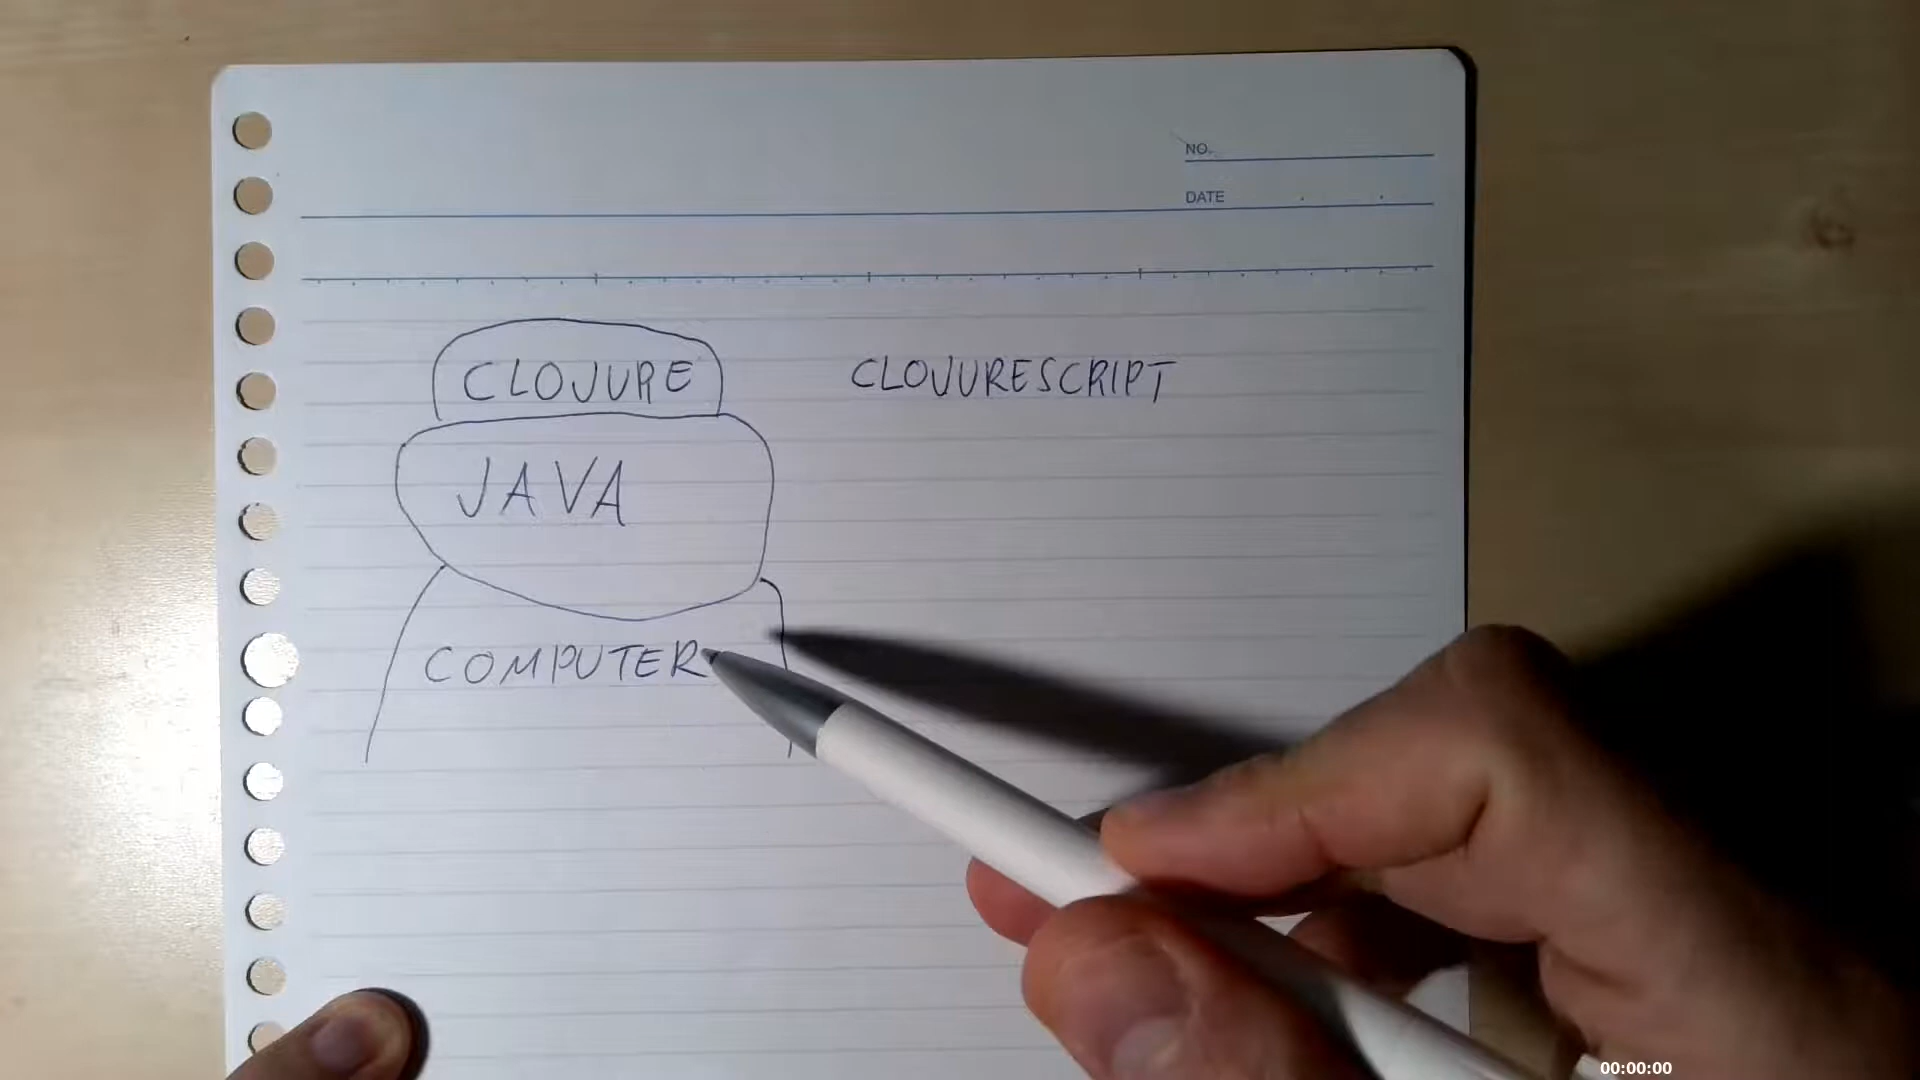 NO.
DATE
CLOJURE CLOJURESCRIPT
JAVA
COMPUTER
00:00:00